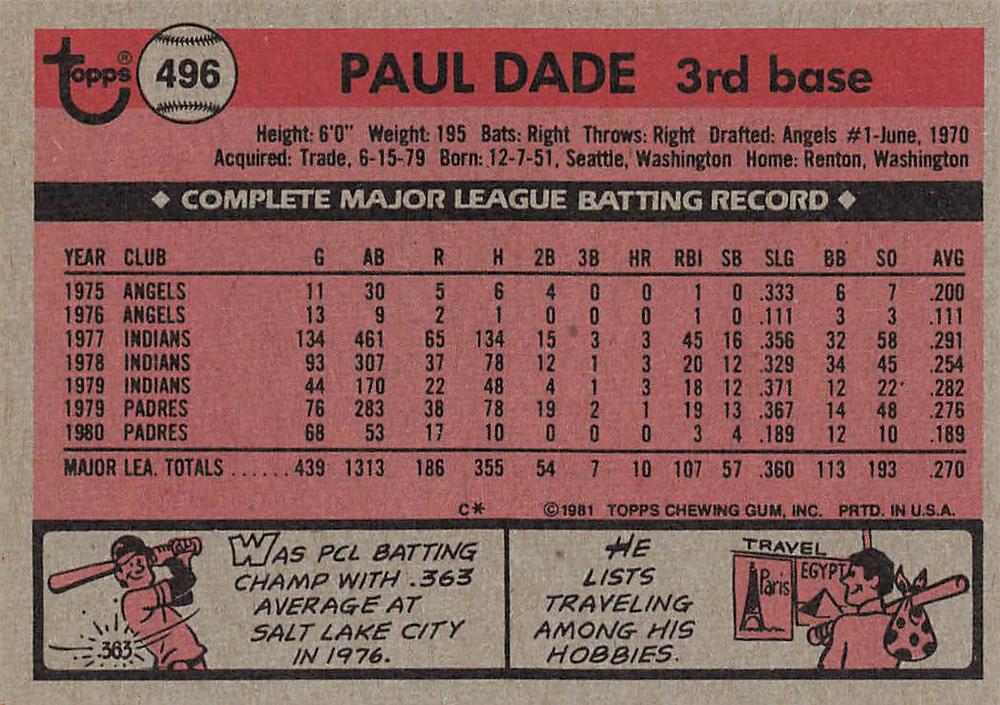 topps® 496 PAUL DADE 3rd base
Height: 6'0" Weight: 195 Bats: Right Throws: Right Drafted: Angels #1-June, 1970
Acquired: Trade, 6-15-79 Born: 12-7-51, Seattle, Washington Home: Renton, Washington
◆ COMPLETE MAJOR LEAGUE BATTING RECORD ◆
YEAR CLUB G AB R H 2B 3B HR RBI SB SLG BB SO AVG
1975 ANGELS 11 30 5 6 4 0 0 1 0 .333 6 7 .200
1976 ANGELS 13 9 2 1 0 0 0 1 0 .111 3 3 .111
1977 INDIANS 134 461 65 134 15 3 3 45 16 .356 32 58 .291
1978 INDIANS 93 307 37 78 12 1 3 20 12 .329 34 45 .254
1979 INDIANS 44 170 22 48 4 1 3 18 12 .371 12 22 .282
1979 PADRES 76 283 38 78 19 2 1 19 13 .367 14 48 .276
1980 PADRES 68 53 17 10 0 0 0 3 4 .189 12 10 .189
MAJOR LEA. TOTALS ......439 1313 186 355 54 7 10 107 57 .360 113 193 .270
C* ©1981 TOPPS CHEWING GUM, INC. PRTD. IN U.S.A.
WAS PCL BATTING
CHAMP WITH .363
AVERAGE AT
SALT LAKE CITY
IN 1976.
.363
HE
LISTS
TRAVELING
AMONG HIS
HOBBIES.
TRAVEL
Paris
EGYPT